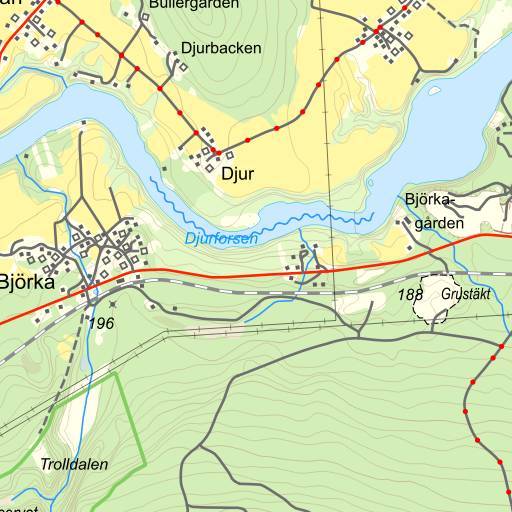 Bullergården
Djurbacken
Djur
Björka-
gården
Djurforsen
Björka
188
Grustäkt
196
Trolldalen